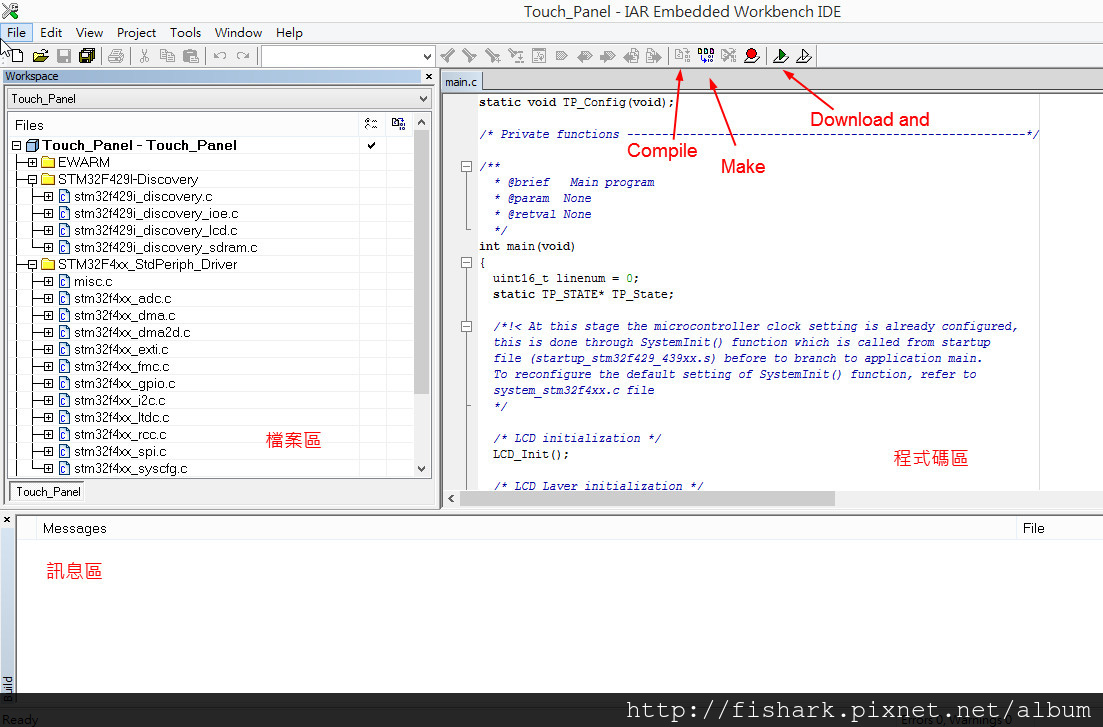 Touch_Panel - IAR Embedded Workbench IDE
File Edit View Project Tools Window Help
Workspace
Touch_Panel
Files
Touch_Panel - Touch_Panel
EWARM
STM32F429I-Discovery
stm32f429i_discovery.c
stm32f429i_discovery_ioe.c
stm32f429i_discovery_lcd.c
stm32f429i_discovery_sdram.c
STM32F4xx_StdPeriph_Driver
misc.c
stm32f4xx_adc.c
stm32f4xx_dma.c
stm32f4xx_dma2d.c
stm32f4xx_exti.c
stm32f4xx_fmc.c
stm32f4xx_gpio.c
stm32f4xx_i2c.c
stm32f4xx_ltdc.c
stm32f4xx_rcc.c
stm32f4xx_spi.c
stm32f4xx_syscfg.c
檔案區
Touch_Panel
main.c
Compile
Make
Download and
static void TP_Config(void);
/* Private functions ---------------------------------------------------------*/
/**
* @brief   Main program
* @param  None
* @retval None
*/
int main(void)
{
uint16_t linenum = 0;
static TP_STATE* TP_State;
/*!< At this stage the microcontroller clock setting is already configured,
this is done through SystemInit() function which is called from startup
file (startup_stm32f429_439xx.s) before to branch to application main.
To reconfigure the default setting of SystemInit() function, refer to
system_stm32f4xx.c file
*/
/* LCD initialization */
LCD_Init();
/* LCD Layer initialization */
程式碼區
Messages File
訊息區
Build
Ready
Errors 0, Warnings 0
http://fishark.pixnet.net/album